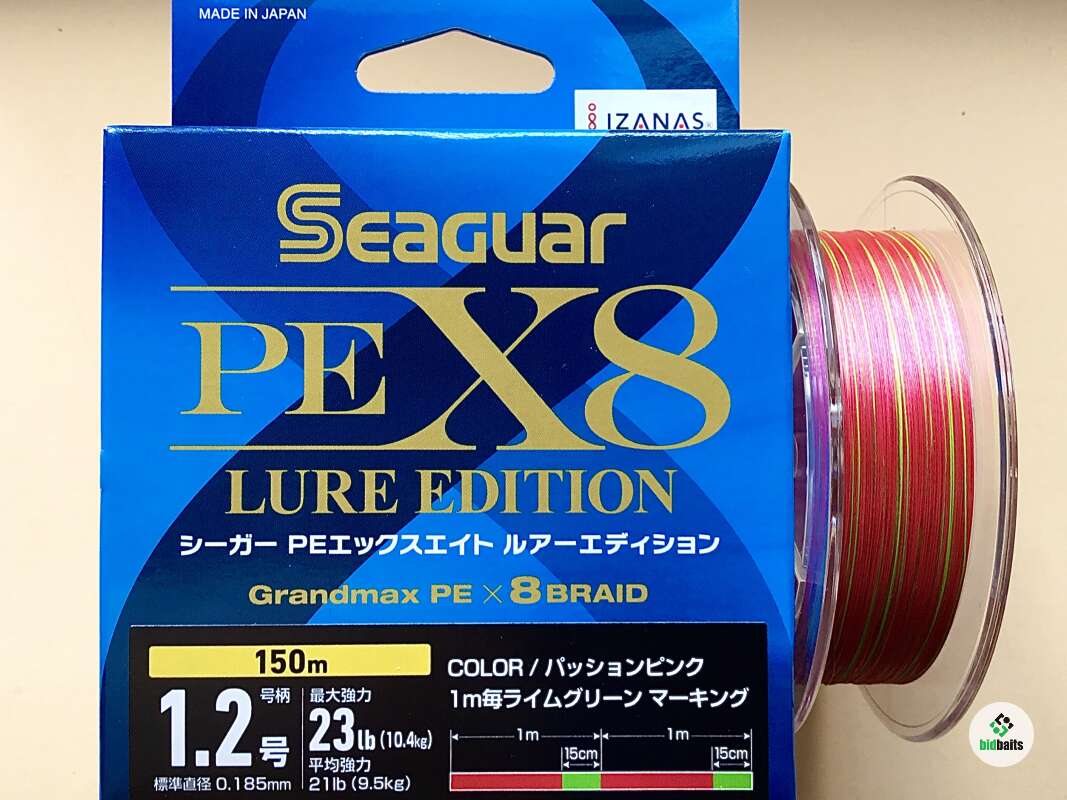 MADE IN JAPAN
IZANAS
Seaguar
PE X8
LURE EDITION
シーガー PEエックスエイト ルアーエディション
Grandmax PE × 8 BRAID
150m
1.2号
号柄
標準直径 0.185mm
最大強力
23lb (10.4kg)
平均強力
21lb (9.5kg)
COLOR / パッションピンク
1m毎ライムグリーン マーキング
1m 1m
15cm 15cm
bidbaits